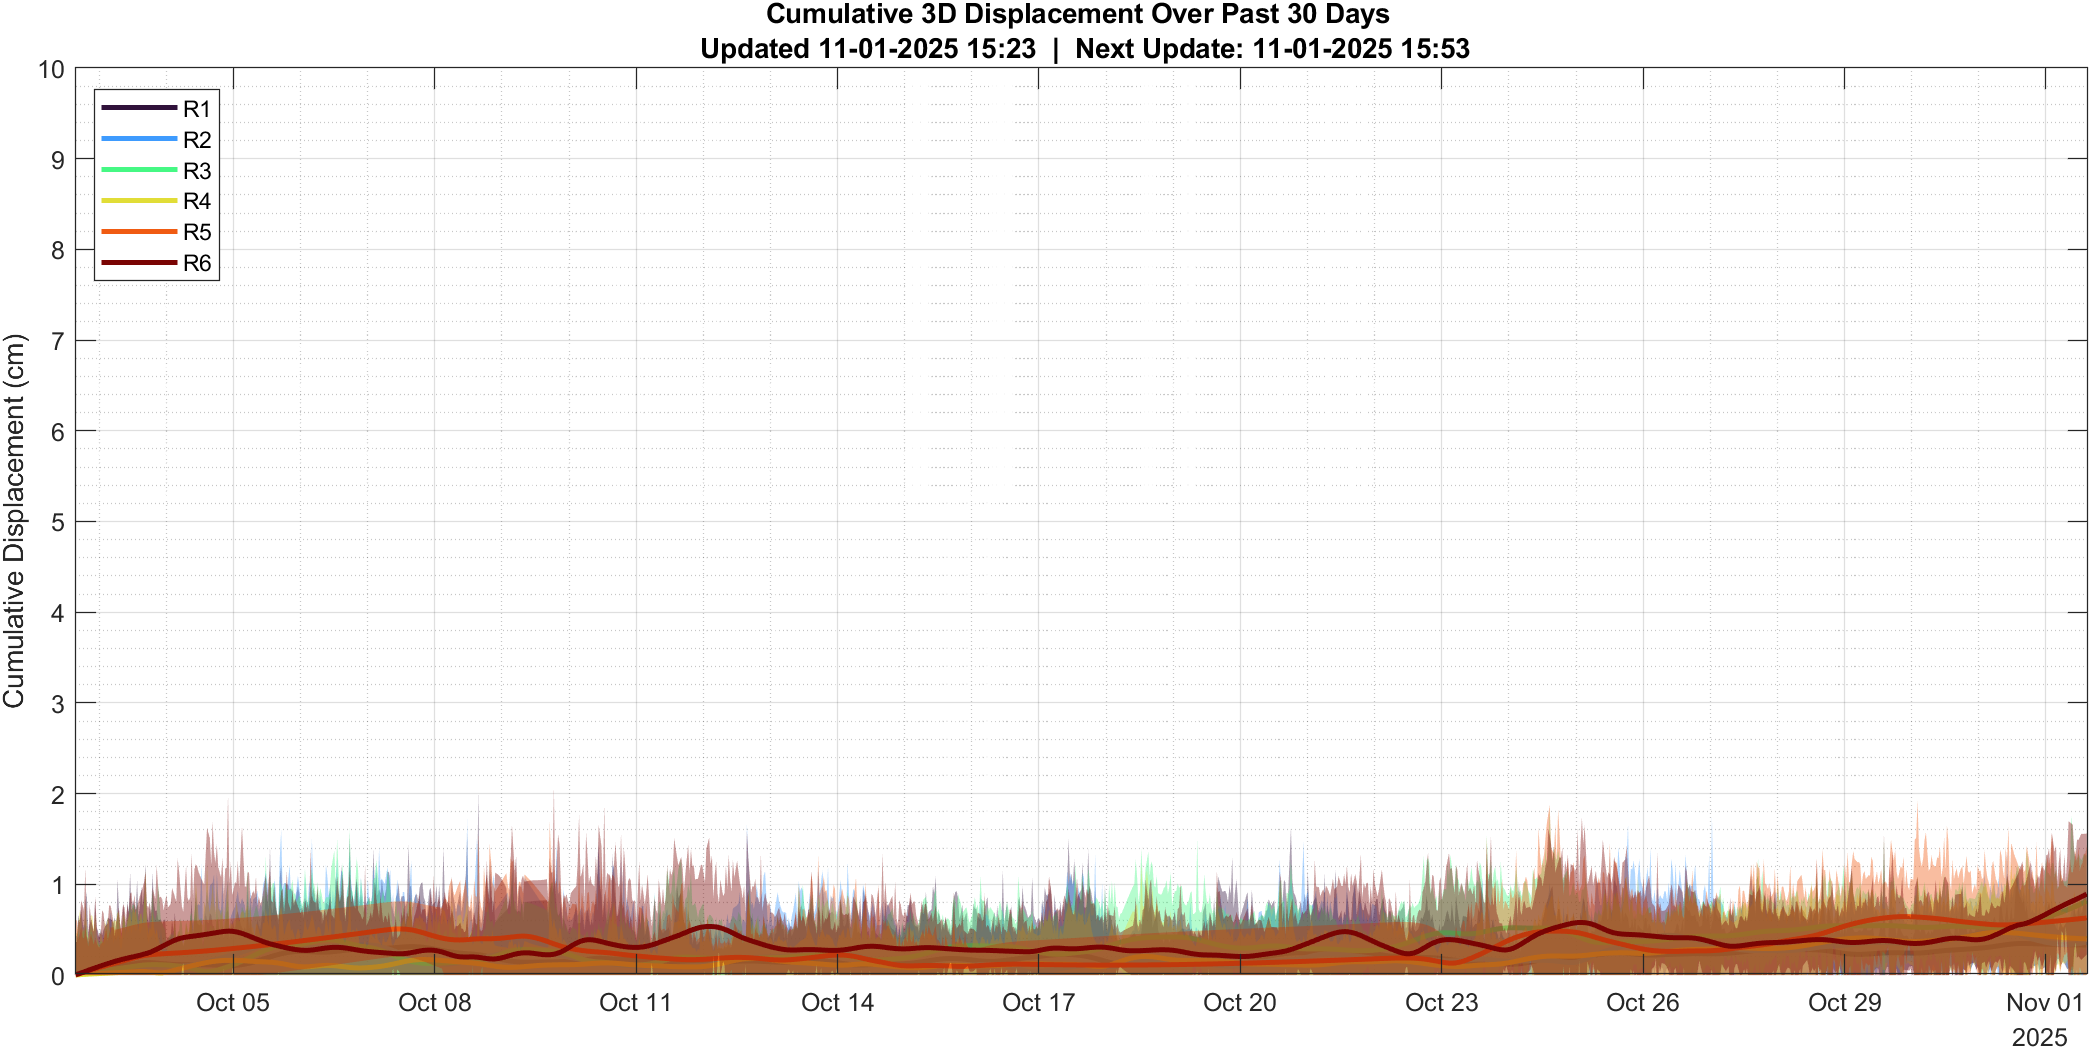 Cumulative 3D Displacement Over Past 30 Days
Updated 11-01-2025 15:23 | Next Update: 11-01-2025 15:53
Cumulative Displacement (cm)
10
9
8
7
6
5
4
3
2
1
0
R1
R2
R3
R4
R5
R6
Oct 05
Oct 08
Oct 11
Oct 14
Oct 17
Oct 20
Oct 23
Oct 26
Oct 29
Nov 01
2025